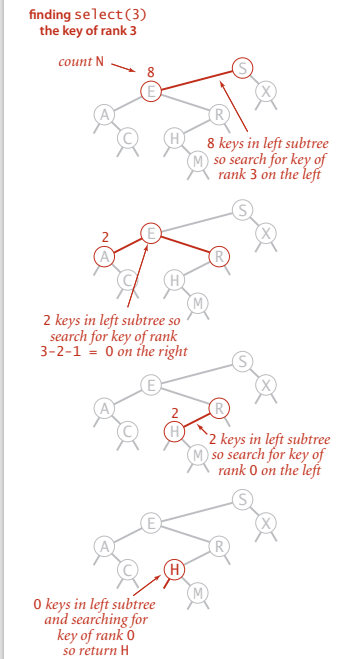 finding select(3)
the key of rank 3
count N
8
S
E
X
A
R
C
H
M
8 keys in left subtree
so search for key of
rank 3 on the left
S
2
E
X
A
R
C
H
M
2 keys in left subtree so
search for key of rank
3-2-1 = 0 on the right
S
E
X
A
2
R
C
H
M
2 keys in left subtree
so search for key of
rank 0 on the left
S
E
X
A
R
C
H
M
0 keys in left subtree
and searching for
key of rank 0
so return H